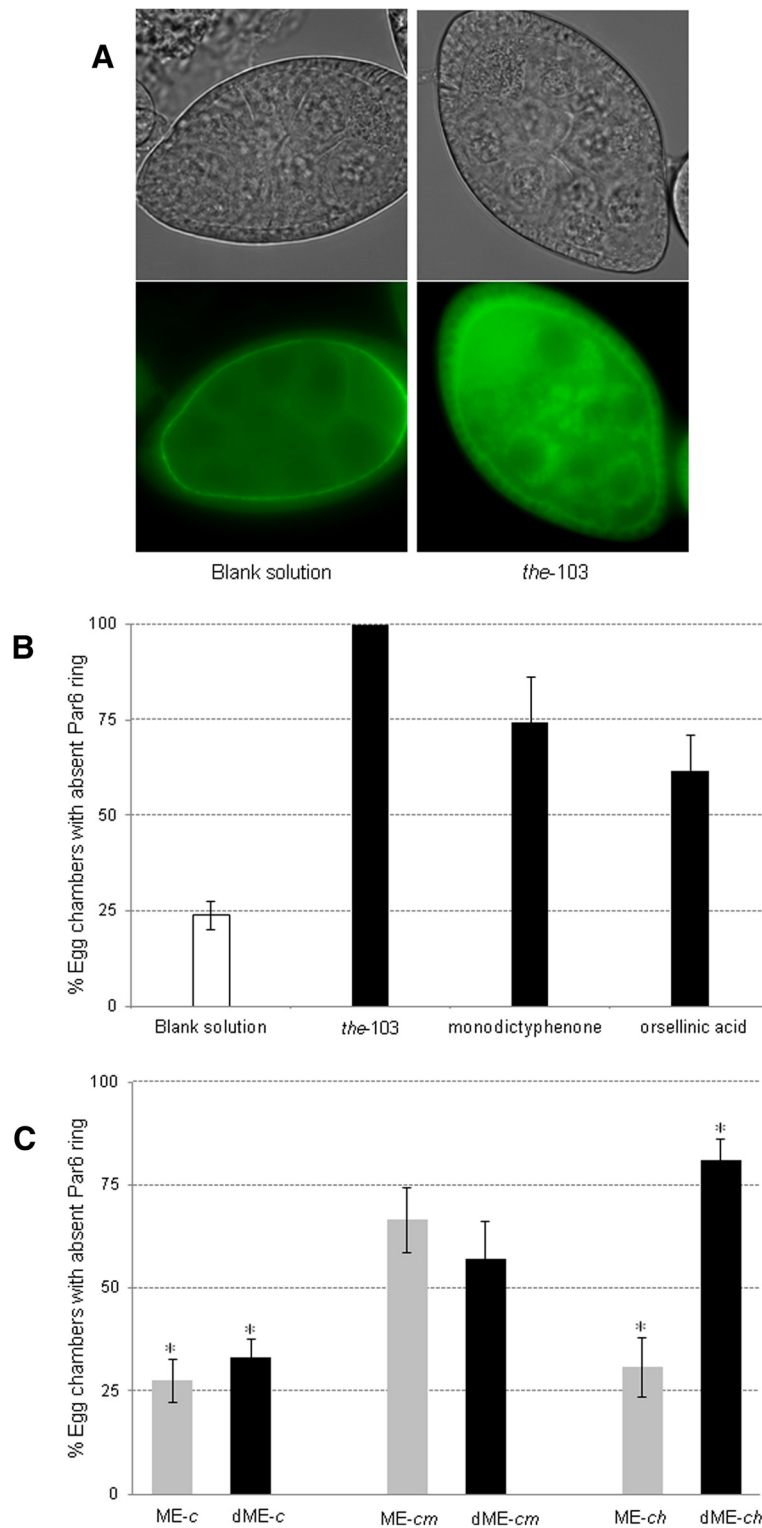 A
Blank solution
the-103
B
% Egg chambers with absent Par6 ring
100
75
50
25
0
Blank solution
the-103
monodictyphenone
orsellinic acid
C
% Egg chambers with absent Par6 ring
100
75
50
25
0
*
*
*
*
ME-c
dME-c
ME-cm
dME-cm
ME-ch
dME-ch